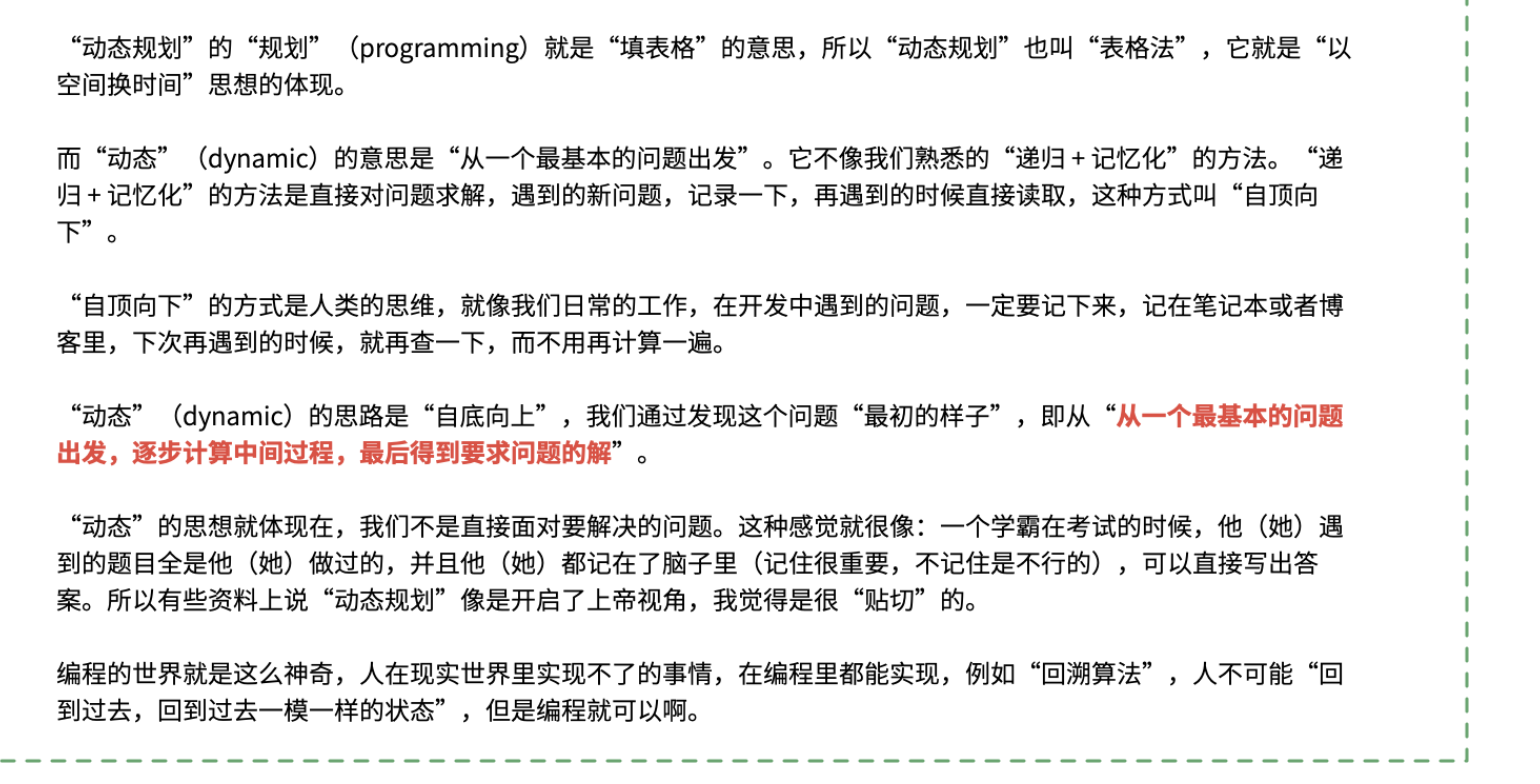 “动态规划”的“规划”（programming）就是“填表格”的意思，所以“动态规划”也叫“表格法”，它就是“以
空间换时间”思想的体现。
而“动态”（dynamic）的意思是“从一个最基本的问题出发”。它不像我们熟悉的“递归 + 记忆化”的方法。“递
归 + 记忆化”的方法是直接对问题求解，遇到的新问题，记录一下，再遇到的时候直接读取，这种方式叫“自顶向
下”。
“自顶向下”的方式是人类的思维，就像我们日常的工作，在开发中遇到的问题，一定要记下来，记在笔记本或者博
客里，下次再遇到的时候，就再查一下，而不用再计算一遍。
“动态”（dynamic）的思路是“自底向上”，我们通过发现这个问题“最初的样子”，即从“从一个最基本的问题
出发，逐步计算中间过程，最后得到要求问题的解”。
“动态”的思想就体现在，我们不是直接面对要解决的问题。这种感觉就很像：一个学霸在考试的时候，他（她）遇
到的题目全是他（她）做过的，并且他（她）都记在了脑子里（记住很重要，不记住是不行的），可以直接写出答
案。所以有些资料上说“动态规划”像是开启了上帝视角，我觉得是很“贴切”的。
编程的世界就是这么神奇，人在现实世界里实现不了的事情，在编程里都能实现，例如“回溯算法”，人不可能“回
到过去，回到过去一模一样的状态”，但是编程就可以啊。